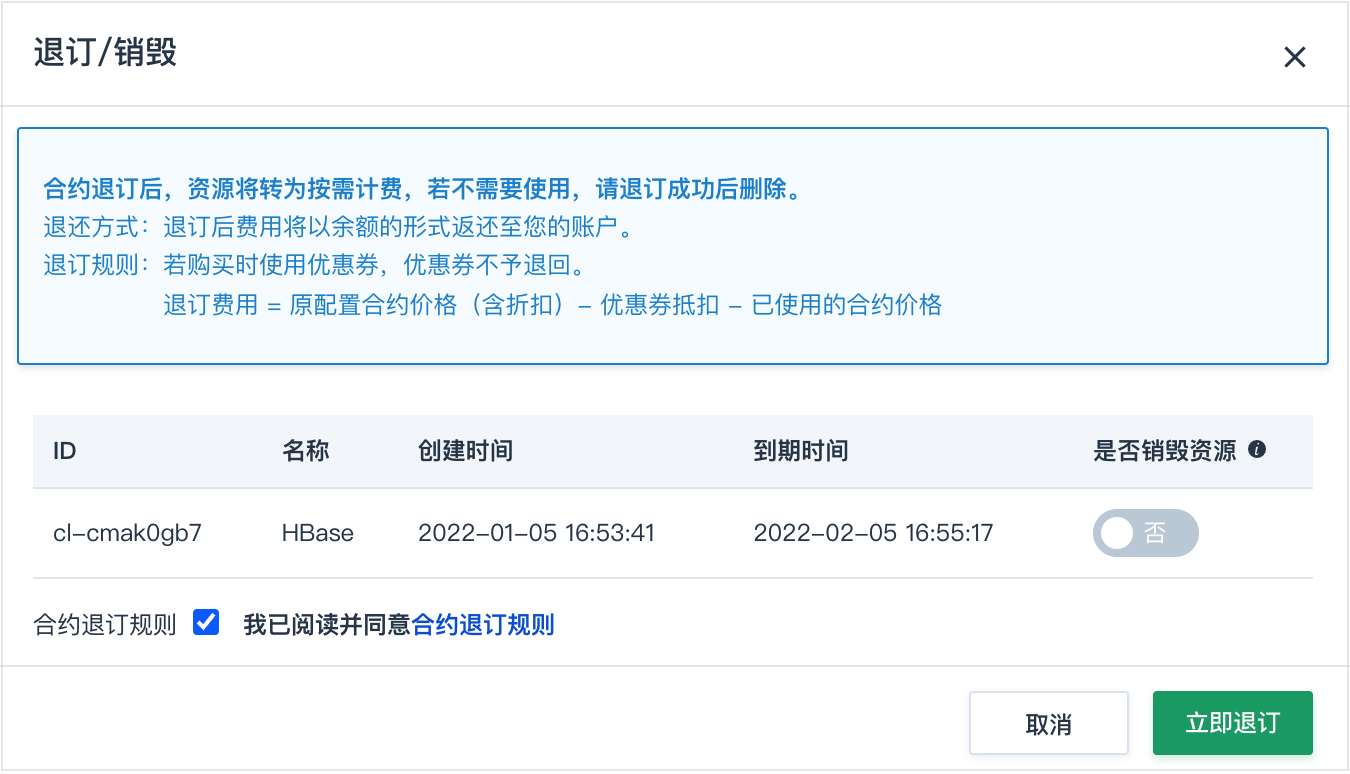 退订/销毁
合约退订后，资源将转为按需计费，若不需要使用，请退订成功后删除。
退还方式：退订后费用将以余额的形式返还至您的账户。
退订规则：若购买时使用优惠券，优惠券不予退回。
退订费用 = 原配置合约价格（含折扣）- 优惠券抵扣 - 已使用的合约价格
ID 名称 创建时间 到期时间 是否销毁资源
cl-cmak0gb7 HBase 2022-01-05 16:53:41 2022-02-05 16:55:17 否
合约退订规则 我已阅读并同意合约退订规则
取消 立即退订